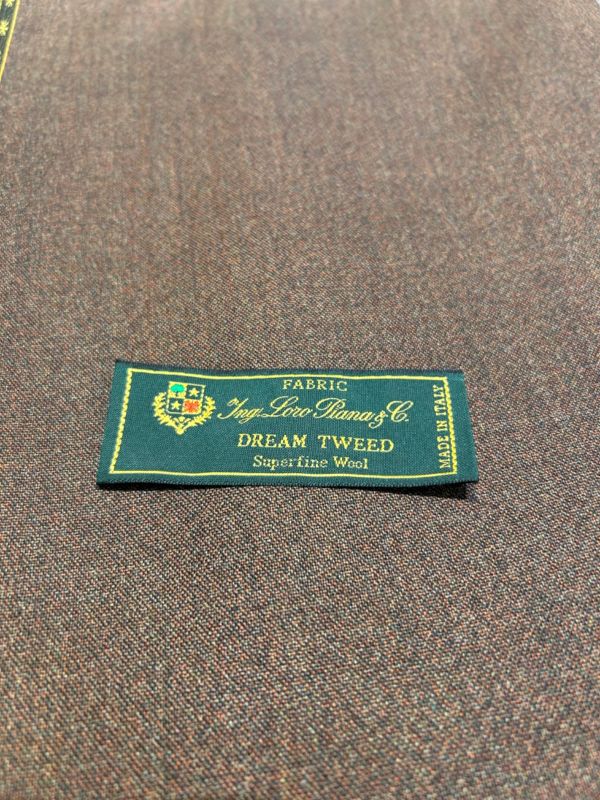 FABRIC
Ing. Loro Piana & C.
DREAM TWEED
Superfine Wool
MADE IN ITALY